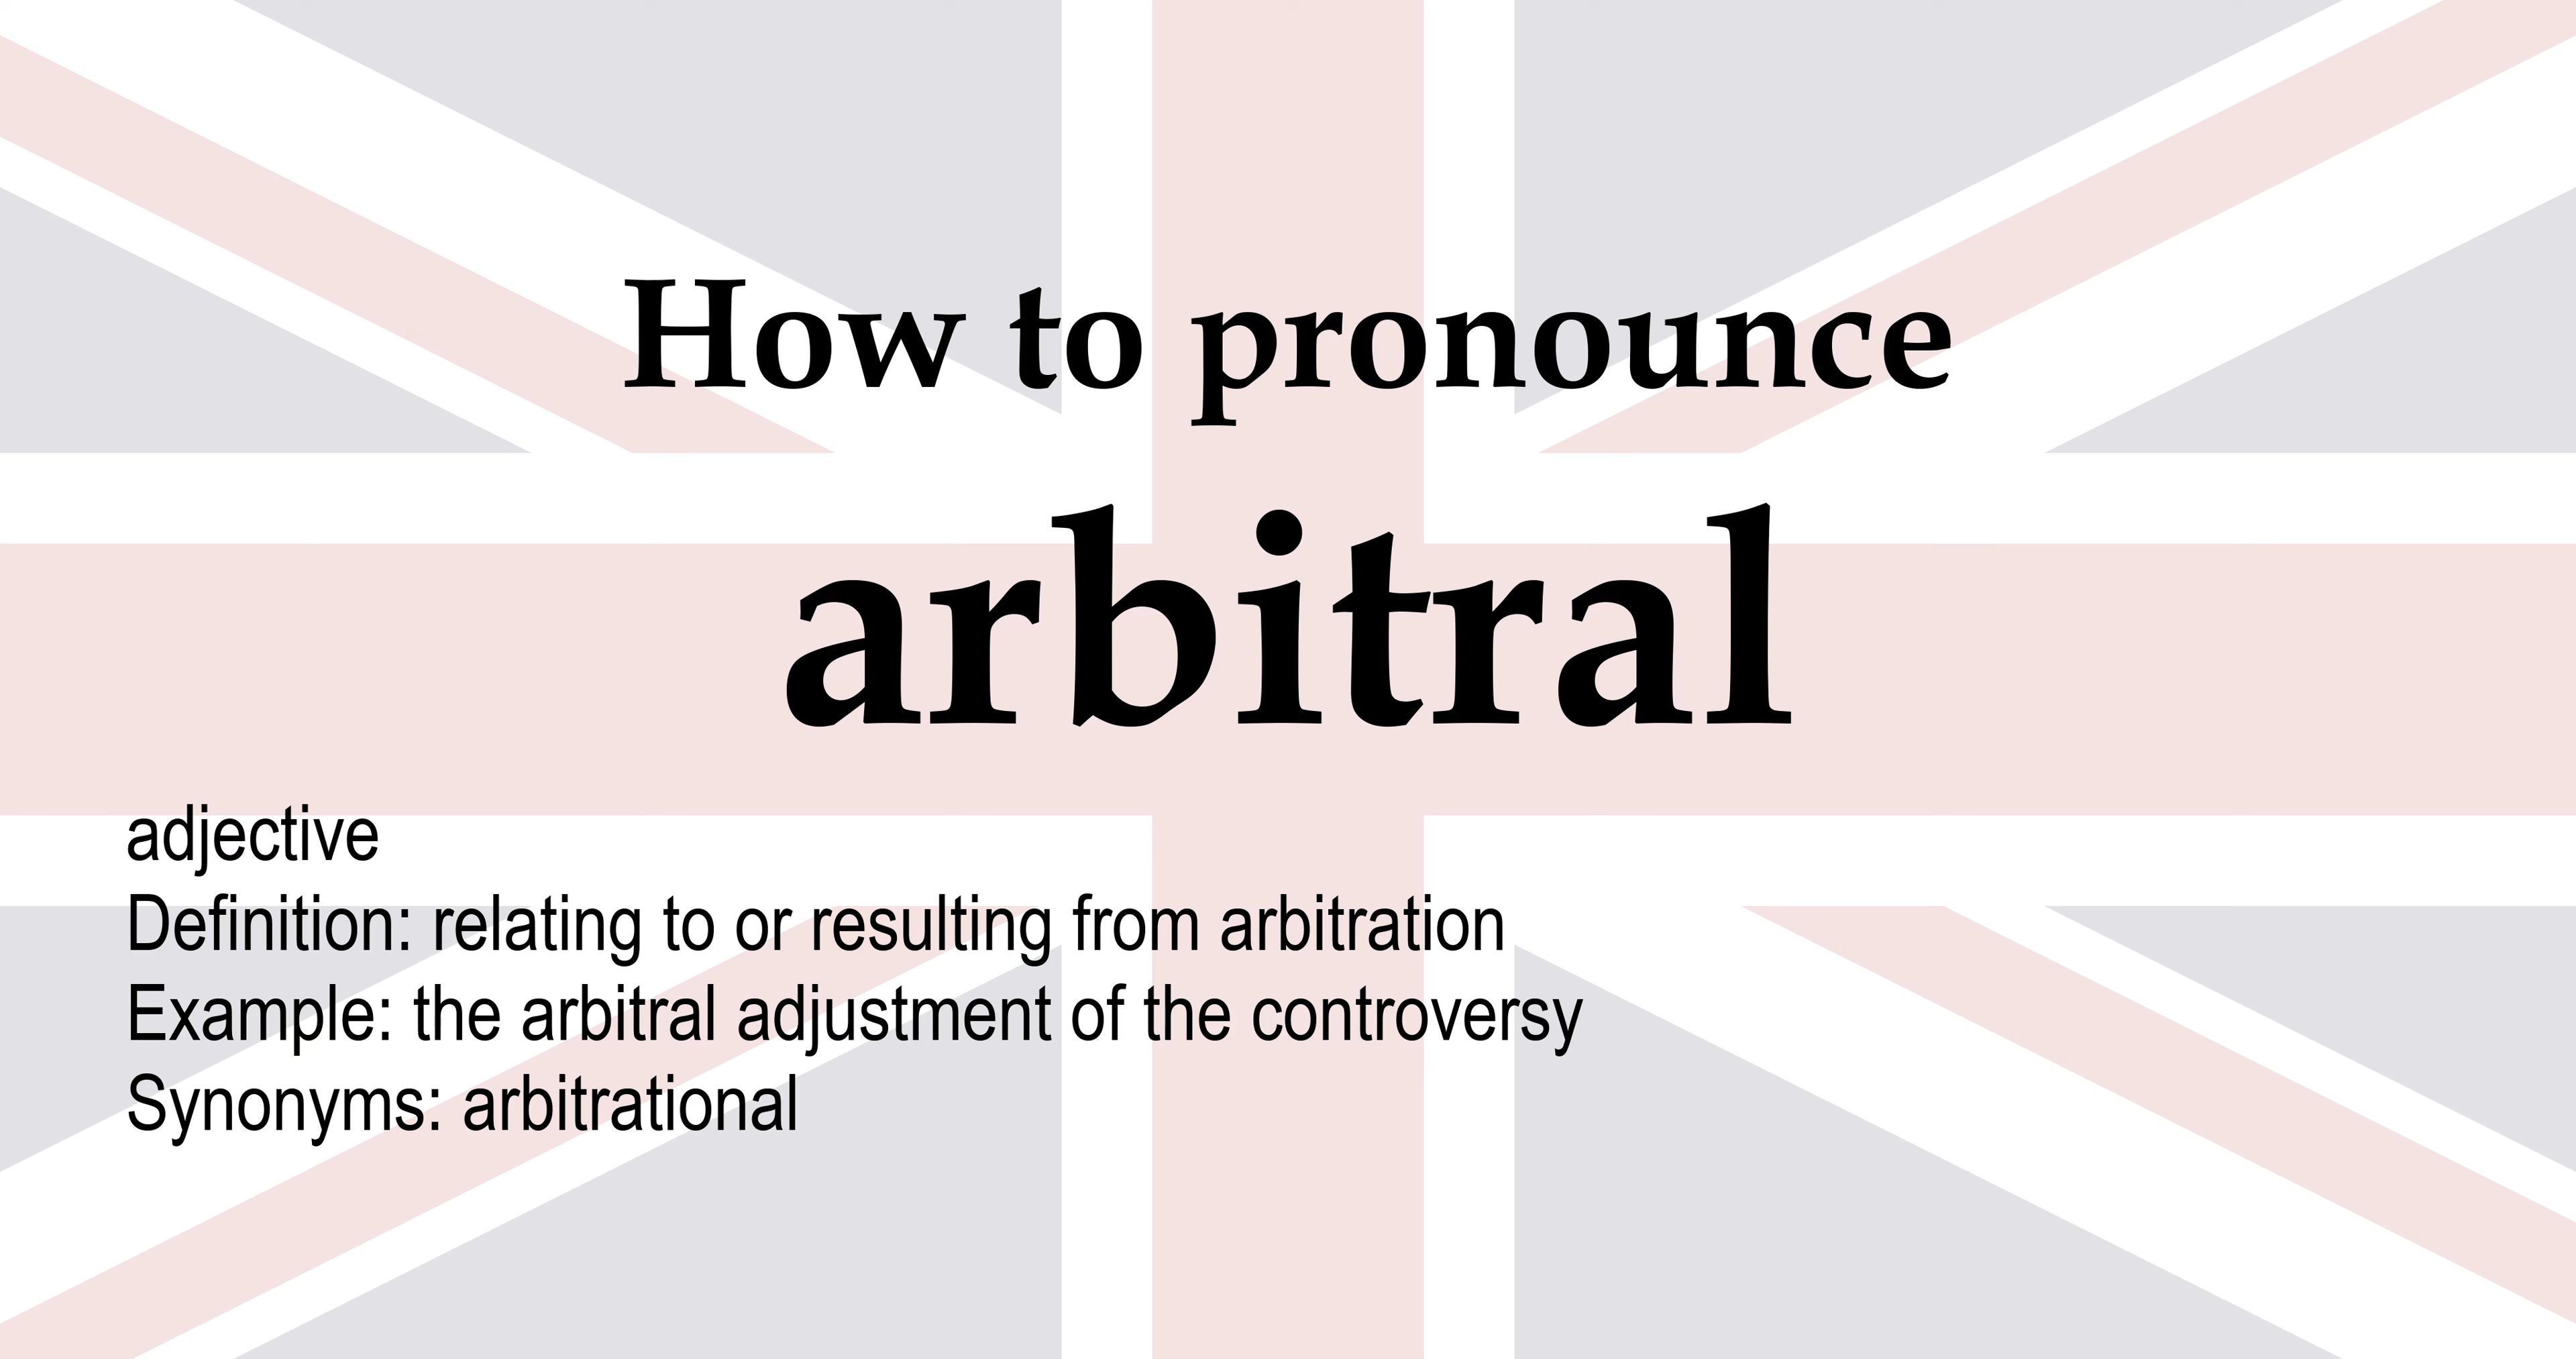 How to pronounce
arbitral
adjective
Definition: relating to or resulting from arbitration
Example: the arbitral adjustment of the controversy
Synonyms: arbitrational